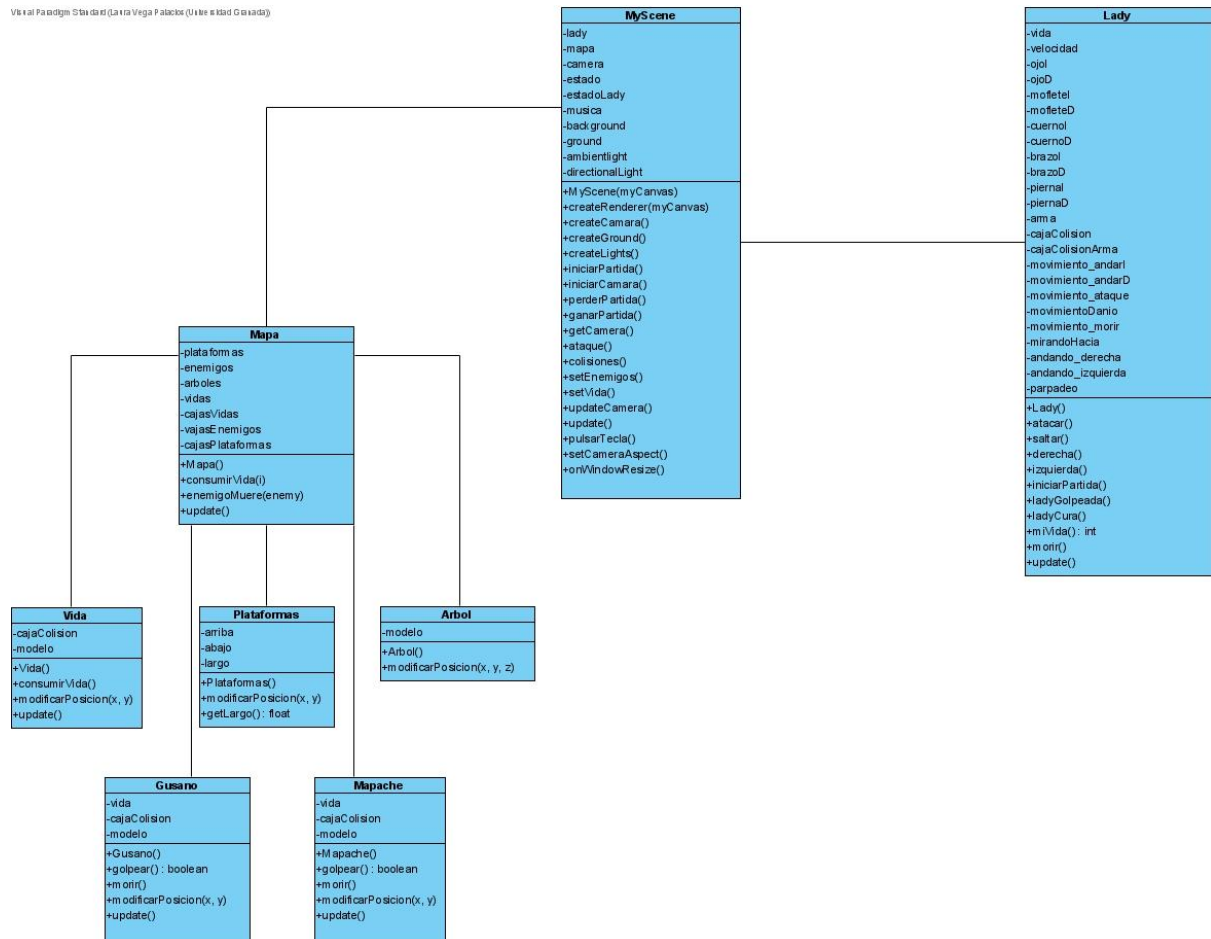 Visual Paradigm Standard (Laura Vega Palacios (Universidad Granada))
MyScene
-lady
-mapa
-camera
-estado
-estadoLady
-musica
-background
-ground
-ambientlight
-directionalLight
+MyScene(myCanvas)
+createRenderer(myCanvas)
+createCamara()
+createGround()
+createLights()
+iniciarPartida()
+iniciarCamara()
+perderPartida()
+ganarPartida()
+getCamera()
+ataque()
+colisiones()
+setEnemigos()
+setVida()
+updateCamera()
+update()
+pulsarTecla()
+setCameraAspect()
+onWindowResize()
Lady
-vida
-velocidad
-ojoI
-ojoD
-mofleteI
-mofleteD
-cuernoI
-cuernoD
-brazoI
-brazoD
-piernaI
-piernaD
-arma
-cajaColision
-cajaColisionArma
-movimiento_andarI
-movimiento_andarD
-movimiento_ataque
-movimientoDanio
-movimiento_morir
-mirandoHacia
-andando_derecha
-andando_izquierda
-parpadeo
+Lady()
+atacar()
+saltar()
+derecha()
+izquierda()
+iniciarPartida()
+ladyGolpeada()
+ladyCura()
+miVida() : int
+morir()
+update()
Mapa
-plataformas
-enemigos
-arboles
-vidas
-cajasVidas
-vajasEnemigos
-cajasPlataformas
+Mapa()
+consumirVida(i)
+enemigoMuere(enemy)
+update()
Vida
-cajaColision
-modelo
+Vida()
+consumirVida()
+modificarPosicion(x, y)
+update()
Plataformas
-arriba
-abajo
-largo
+Plataformas()
+modificarPosicion(x, y)
+getLargo() : float
Arbol
-modelo
+Arbol()
+modificarPosicion(x, y, z)
Gusano
-vida
-cajaColision
-modelo
+Gusano()
+golpear() : boolean
+morir()
+modificarPosicion(x, y)
+update()
Mapache
-vida
-cajaColision
-modelo
+Mapache()
+golpear() : boolean
+morir()
+modificarPosicion(x, y)
+update()